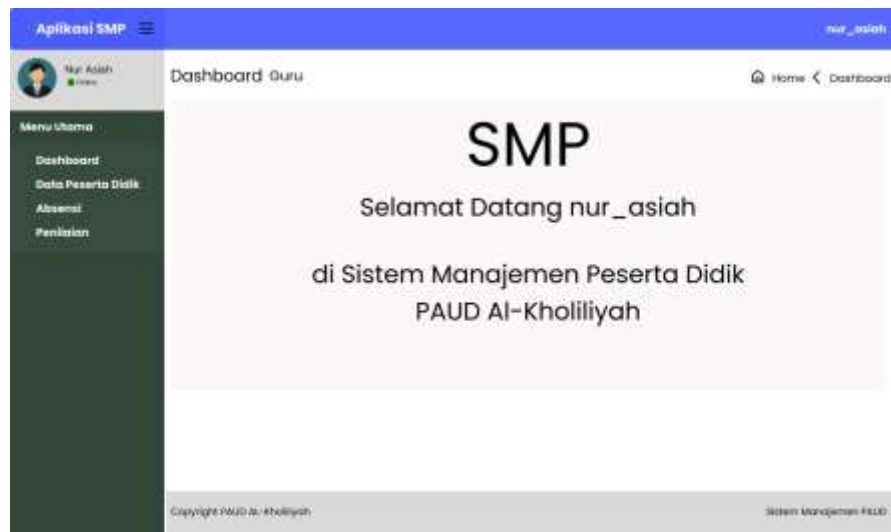 Aplikasi SMP
nur_asiah
Nur Asiah
Online
Dashboard Guru
Home
Dashboard
Menu Utama
Dashboard
Data Peserta Didik
Absensi
Penilaian
SMP
Selamat Datang nur_asiah
di Sistem Manajemen Peserta Didik
PAUD Al-Kholiliyah
Copyright PAUD AL-Kholiliyah
Sistem Manajemen PAUD